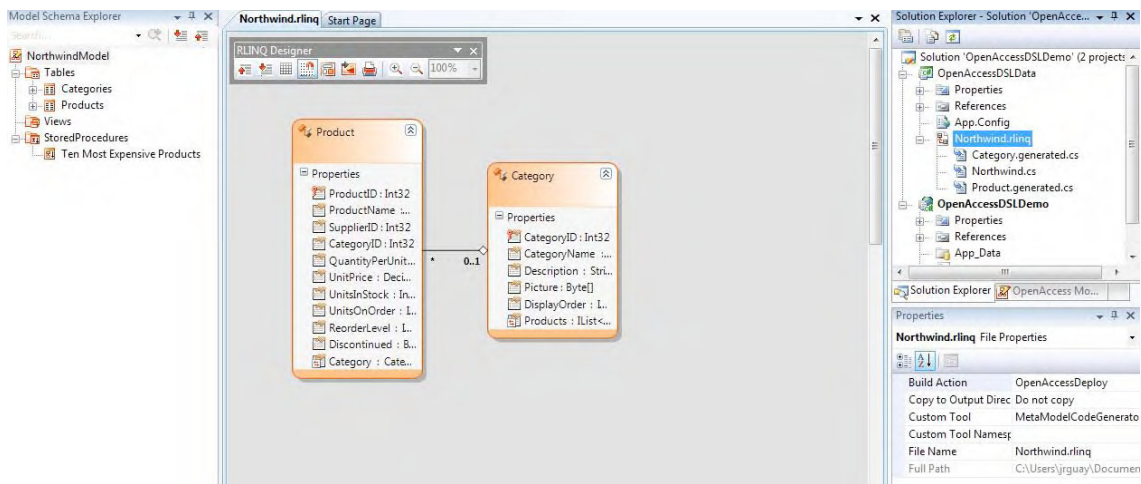 Model Schema Explorer
NorthwindModel
Tables
Categories
Products
Views
StoredProcedures
Ten Most Expensive Products
Northwind.rlinq Start Page
RLINQ Designer
100%
Product
Properties
ProductID : Int32
ProductName :...
SupplierID : Int32
CategoryID : Int32
QuantityPerUnit...
UnitPrice : Deci...
UnitsInStock : In...
UnitsOnOrder : I...
ReorderLevel : I...
Discontinued : B...
Category : Cate...
* 0..1
Category
Properties
CategoryID : Int32
CategoryName :...
Description : Stri...
Picture : Byte[]
DisplayOrder : I...
Products : IList<...
Solution Explorer - Solution 'OpenAcce...
Solution 'OpenAccessDSLDemo' (2 projects
OpenAccessDSLData
Properties
References
App.Config
Northwind.rlinq
Category.generated.cs
Northwind.cs
Product.generated.cs
OpenAccessDSLDemo
Properties
References
App_Data
Solution Explorer OpenAccess Mo...
Properties
Northwind.rlinq File Properties
Build Action OpenAccessDeploy
Copy to Output Direc Do not copy
Custom Tool MetaModelCodeGenerato
Custom Tool Namesp
File Name Northwind.rlinq
Full Path C:\Users\jrguay\Documen